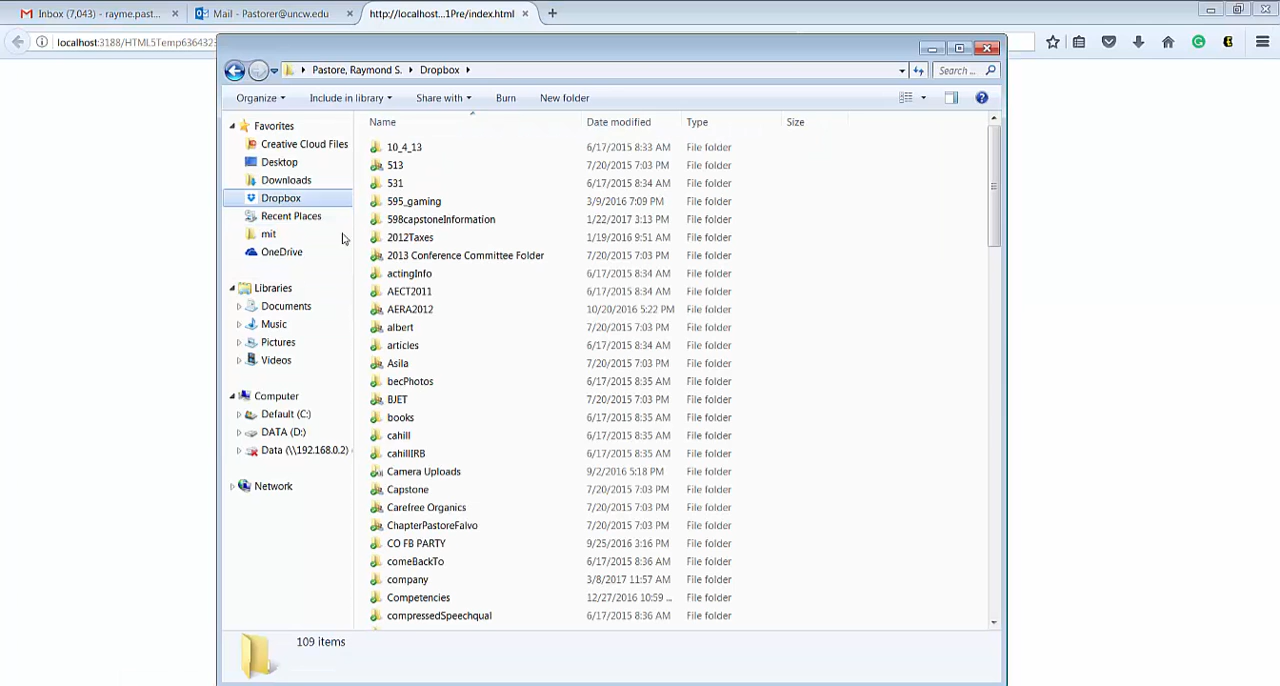 Inbox (7,043) - rayme.past... × Mail - Pastorer@uncw.edu × http://localhost...1Pre/index.html × +
localhost:3188/HTML5Temp636432
Pastore, Raymond S. Dropbox Search ...
Organize Include in library Share with Burn New folder
Favorites
Creative Cloud Files
Desktop
Downloads
Dropbox
Recent Places
mit
OneDrive
Libraries
Documents
Music
Pictures
Videos
Computer
Default (C:)
DATA (D:)
Data (\\192.168.0.2)
Network
Name Date modified Type Size
10_4_13 6/17/2015 8:33 AM File folder
513 7/20/2015 7:03 PM File folder
531 6/17/2015 8:34 AM File folder
595_gaming 3/9/2016 7:09 PM File folder
598capstoneInformation 1/22/2017 3:13 PM File folder
2012Taxes 1/19/2016 9:51 AM File folder
2013 Conference Committee Folder 7/20/2015 7:03 PM File folder
actingInfo 6/17/2015 8:34 AM File folder
AECT2011 6/17/2015 8:34 AM File folder
AERA2012 10/20/2016 5:22 PM File folder
albert 7/20/2015 7:03 PM File folder
articles 6/17/2015 8:34 AM File folder
Asila 7/20/2015 7:03 PM File folder
becPhotos 6/17/2015 8:35 AM File folder
BJET 7/20/2015 7:03 PM File folder
books 6/17/2015 8:35 AM File folder
cahill 6/17/2015 8:35 AM File folder
cahillIRB 6/17/2015 8:35 AM File folder
Camera Uploads 9/2/2016 5:18 PM File folder
Capstone 7/20/2015 7:03 PM File folder
Carefree Organics 7/20/2015 7:03 PM File folder
ChapterPastoreFalvo 7/20/2015 7:03 PM File folder
CO FB PARTY 9/25/2016 3:16 PM File folder
comeBackTo 6/17/2015 8:36 AM File folder
company 3/8/2017 11:57 AM File folder
Competencies 12/27/2016 10:59 ... File folder
compressedSpeechqual 6/17/2015 8:36 AM File folder
109 items